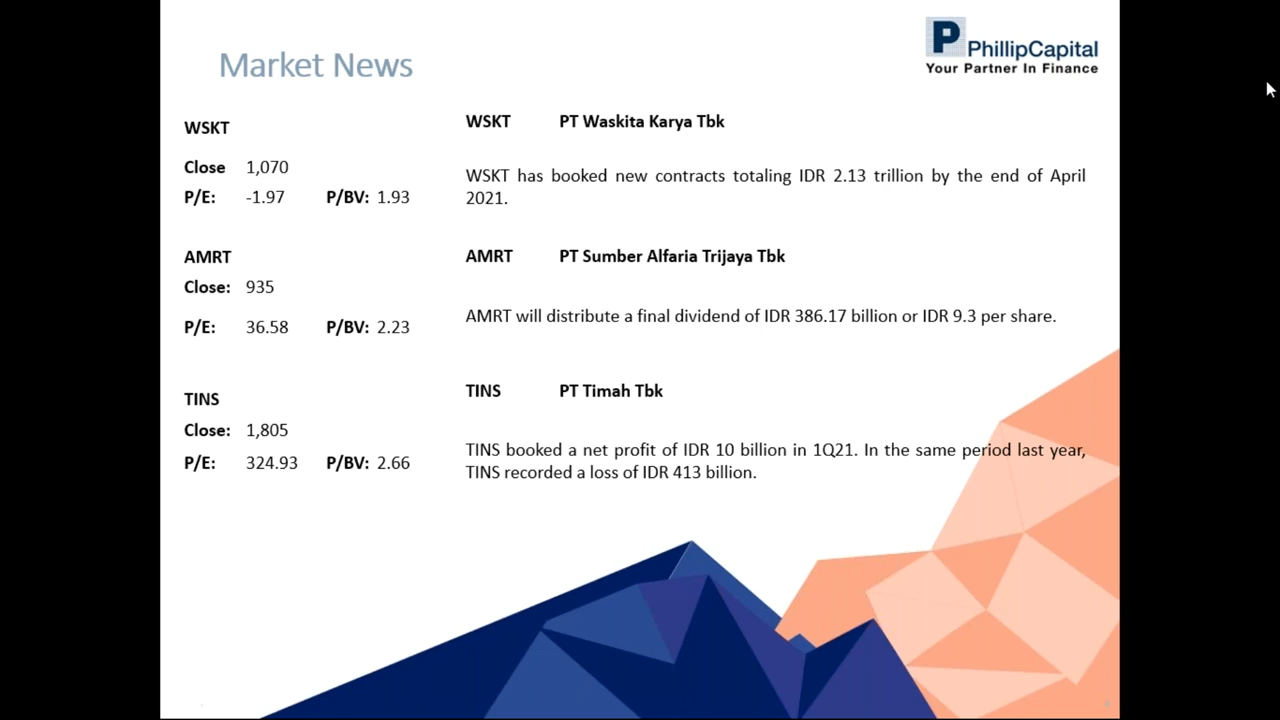 Market News
P PhillipCapital
Your Partner In Finance
WSKT
Close 1,070
P/E: -1.97 P/BV: 1.93
AMRT
Close: 935
P/E: 36.58 P/BV: 2.23
TINS
Close: 1,805
P/E: 324.93 P/BV: 2.66
WSKT PT Waskita Karya Tbk
WSKT has booked new contracts totaling IDR 2.13 trillion by the end of April
2021.
AMRT PT Sumber Alfaria Trijaya Tbk
AMRT will distribute a final dividend of IDR 386.17 billion or IDR 9.3 per share.
TINS PT Timah Tbk
TINS booked a net profit of IDR 10 billion in 1Q21. In the same period last year,
TINS recorded a loss of IDR 413 billion.